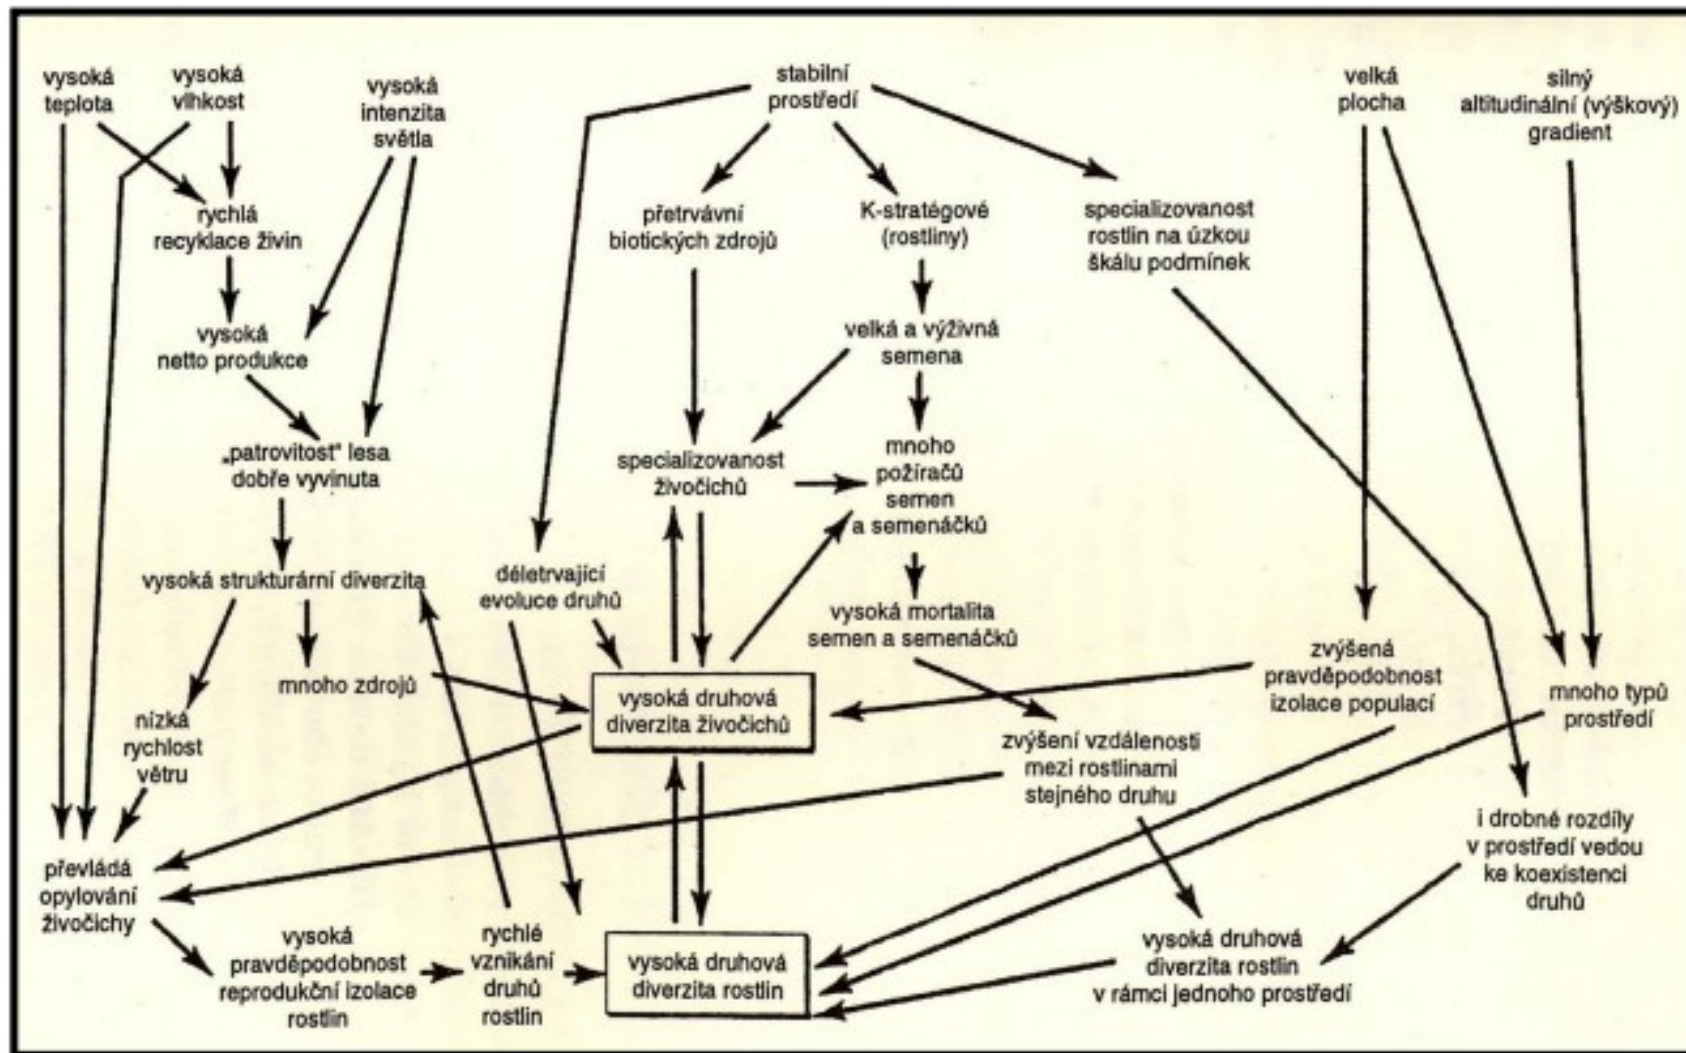 vysoká
teplota
vysoká
vlhkost
vysoká
intenzita
světla
stabilní
prostředí
velká
plocha
silný
altitudinální (výškový)
gradient
rychlá
recyklace živin
přetrvávní
biotických zdrojů
K-stratégové
(rostliny)
specializovanost
rostlin na úzkou
škálu podmínek
vysoká
netto produkce
velká a výživná
semena
„patrovitost" lesa
dobře vyvinuta
specializovanost
živočichů
mnoho
požíračů
semen
a semenáčků
vysoká strukturární diverzita
déletrvající
evoluce druhů
vysoká mortalita
semen a semenáčků
mnoho zdrojů
vysoká druhová
diverzita živočichů
zvýšená
pravděpodobnost
izolace populací
mnoho typů
prostředí
nízká
rychlost
větru
zvýšení vzdálenosti
mezi rostlinami
stejného druhu
i drobné rozdíly
v prostředí vedou
ke koexistenci
druhů
převládá
opylování
živočichy
vysoká
pravděpodobnost
reprodukční izolace
rostlin
rychlé
vznikání
druhů
rostlin
vysoká druhová
diverzita rostlin
vysoká druhová
diverzita rostlin
v rámci jednoho prostředí